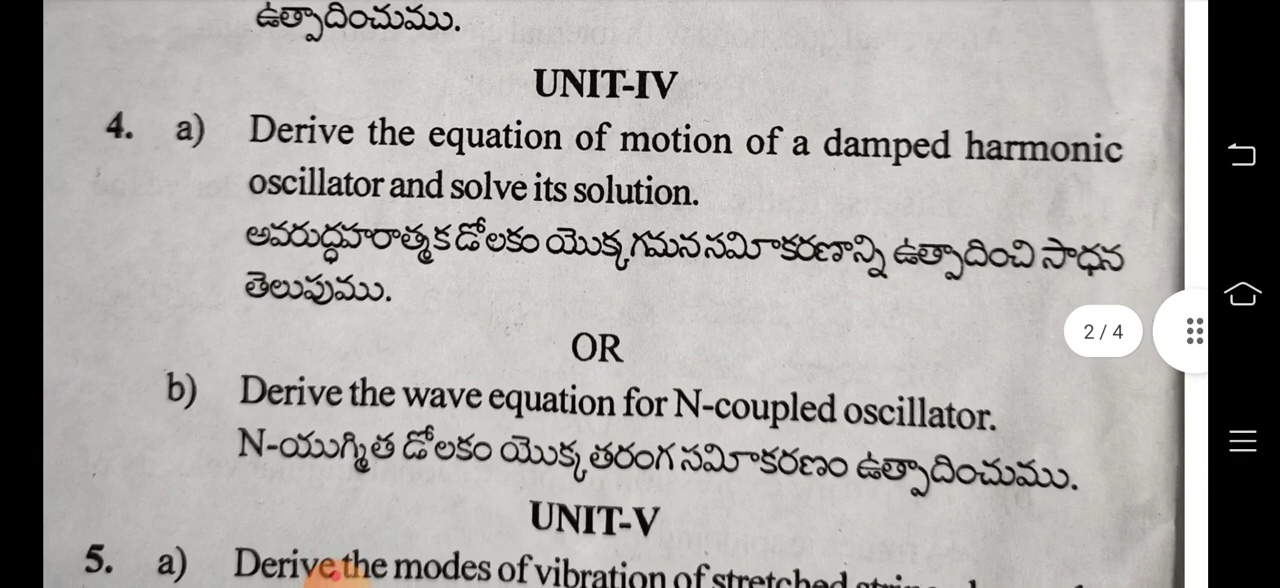 ఉత్పాదించుము.
UNIT-IV
4. a) Derive the equation of motion of a damped harmonic
oscillator and solve its solution.
అవరుద్ధహరాత్మక డోలకం యొక్క గమన సమీకరణాన్ని ఉత్పాదించి సాధన
తెలుపుము.
2 / 4
OR
b) Derive the wave equation for N-coupled oscillator.
N-యుగ్మిత డోలకం యొక్క తరంగ సమీకరణం ఉత్పాదించుము.
UNIT-V
5. a) Derive the modes of vibration of stretched